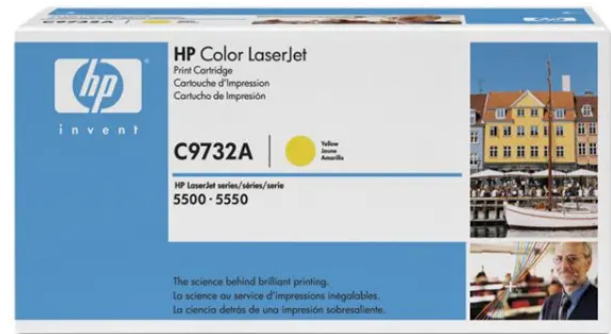 C9732A
hp
invent
HP Color LaserJet
Print Cartridge
Cartouche d'Impression
Cartucho de Impresión
C9732A
Yellow
Jaune
Amarillo
HP LaserJet series/séries/serie
5500 · 5550
The science behind brilliant printing.
La science au service d'impressions inégalables.
La ciencia detrás de una impresión sobresaliente.